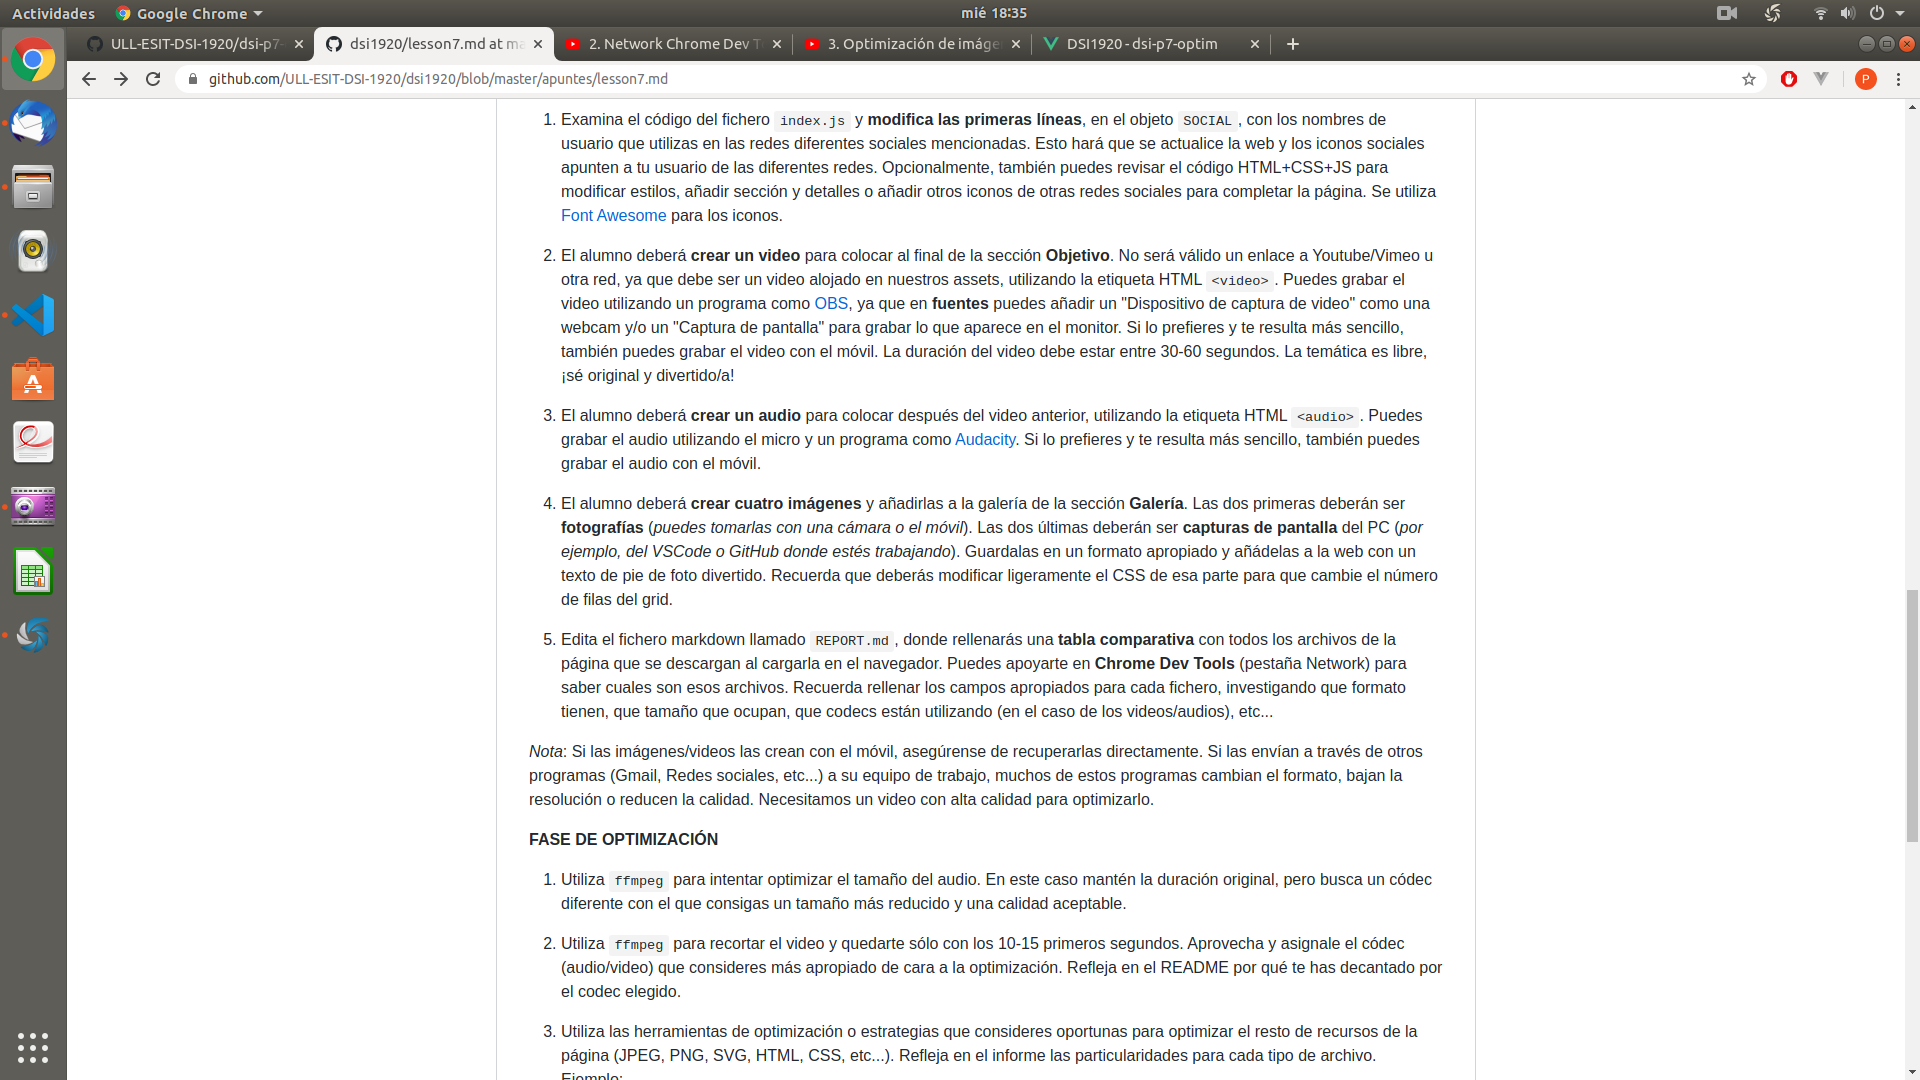 Actividades
Google Chrome
mié 18:35
ULL-ESIT-DSI-1920/dsi-p7-
dsi1920/lesson7.md at ma
2. Network Chrome Dev T
3. Optimización de imáge
DSI1920 - dsi-p7-optim
github.com/ULL-ESIT-DSI-1920/dsi1920/blob/master/apuntes/lesson7.md
P
1. Examina el código del fichero index.js y modifica las primeras líneas, en el objeto SOCIAL, con los nombres de
usuario que utilizas en las redes diferentes sociales mencionadas. Esto hará que se actualice la web y los iconos sociales
apunten a tu usuario de las diferentes redes. Opcionalmente, también puedes revisar el código HTML+CSS+JS para
modificar estilos, añadir sección y detalles o añadir otros iconos de otras redes sociales para completar la página. Se utiliza
Font Awesome para los iconos.
2. El alumno deberá crear un video para colocar al final de la sección Objetivo. No será válido un enlace a Youtube/Vimeo u
otra red, ya que debe ser un video alojado en nuestros assets, utilizando la etiqueta HTML <video>. Puedes grabar el
video utilizando un programa como OBS, ya que en fuentes puedes añadir un "Dispositivo de captura de video" como una
webcam y/o un "Captura de pantalla" para grabar lo que aparece en el monitor. Si lo prefieres y te resulta más sencillo,
también puedes grabar el video con el móvil. La duración del video debe estar entre 30-60 segundos. La temática es libre,
¡sé original y divertido/a!
3. El alumno deberá crear un audio para colocar después del video anterior, utilizando la etiqueta HTML <audio>. Puedes
grabar el audio utilizando el micro y un programa como Audacity. Si lo prefieres y te resulta más sencillo, también puedes
grabar el audio con el móvil.
4. El alumno deberá crear cuatro imágenes y añadirlas a la galería de la sección Galería. Las dos primeras deberán ser
fotografías (puedes tomarlas con una cámara o el móvil). Las dos últimas deberán ser capturas de pantalla del PC (por
ejemplo, del VSCode o GitHub donde estés trabajando). Guardalas en un formato apropiado y añádelas a la web con un
texto de pie de foto divertido. Recuerda que deberás modificar ligeramente el CSS de esa parte para que cambie el número
de filas del grid.
5. Edita el fichero markdown llamado REPORT.md, donde rellenarás una tabla comparativa con todos los archivos de la
página que se descargan al cargarla en el navegador. Puedes apoyarte en Chrome Dev Tools (pestaña Network) para
saber cuales son esos archivos. Recuerda rellenar los campos apropiados para cada fichero, investigando que formato
tienen, que tamaño que ocupan, que codecs están utilizando (en el caso de los videos/audios), etc...
Nota: Si las imágenes/videos las crean con el móvil, asegúrense de recuperarlas directamente. Si las envían a través de otros
programas (Gmail, Redes sociales, etc...) a su equipo de trabajo, muchos de estos programas cambian el formato, bajan la
resolución o reducen la calidad. Necesitamos un video con alta calidad para optimizarlo.
FASE DE OPTIMIZACIÓN
1. Utiliza ffmpeg para intentar optimizar el tamaño del audio. En este caso mantén la duración original, pero busca un códec
diferente con el que consigas un tamaño más reducido y una calidad aceptable.
2. Utiliza ffmpeg para recortar el video y quedarte sólo con los 10-15 primeros segundos. Aprovecha y asignale el códec
(audio/video) que consideres más apropiado de cara a la optimización. Refleja en el README por qué te has decantado por
el codec elegido.
3. Utiliza las herramientas de optimización o estrategias que consideres oportunas para optimizar el resto de recursos de la
página (JPEG, PNG, SVG, HTML, CSS, etc...). Refleja en el informe las particularidades para cada tipo de archivo.
Ejemplo: